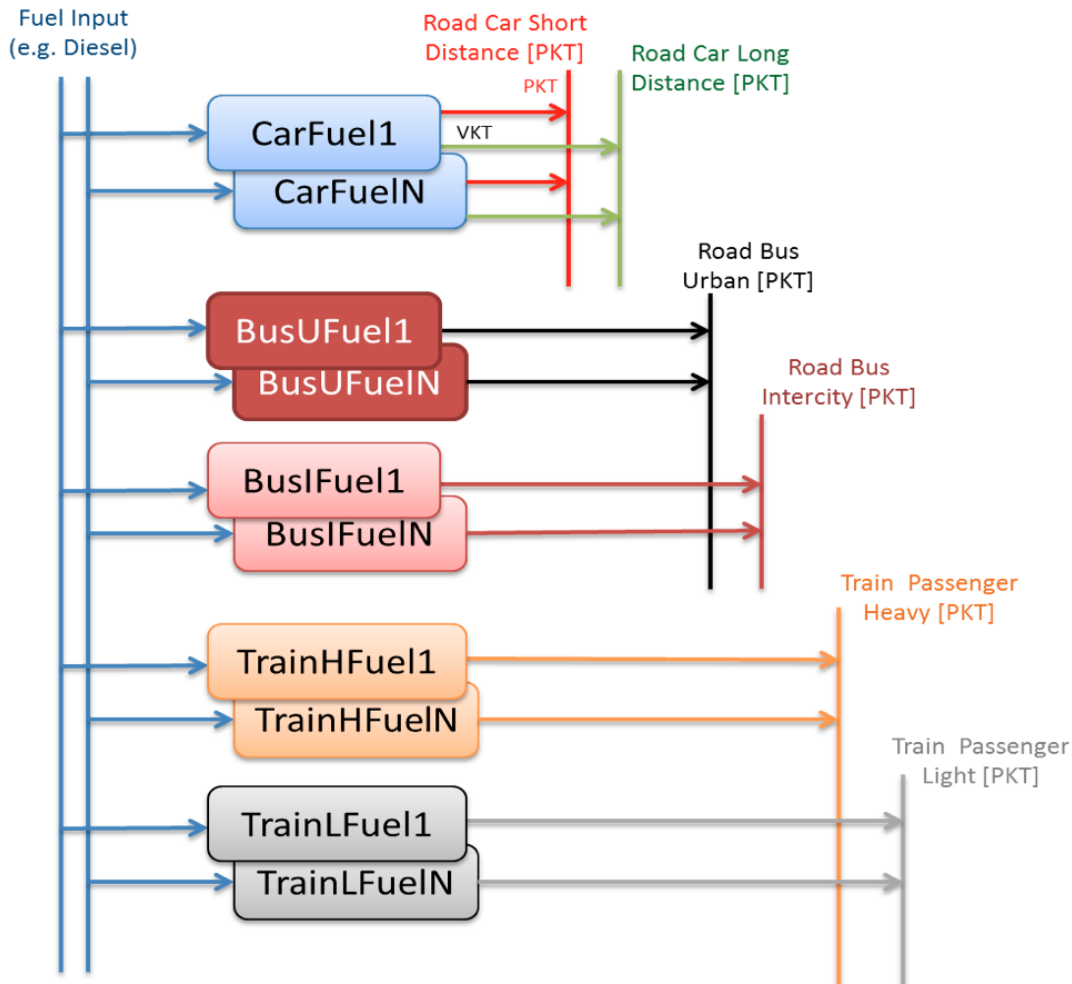 Fuel Input
(e.g. Diesel)
Road Car Short
Distance [PKT]
Road Car Long
Distance [PKT]
PKT
CarFuel1
VKT
CarFuelN
Road Bus
Urban [PKT]
BusUFuel1
BusUFuelN
Road Bus
Intercity [PKT]
BusIFuel1
BusIFuelN
Train Passenger
Heavy [PKT]
TrainHFuel1
TrainHFuelN
Train Passenger
Light [PKT]
TrainLFuel1
TrainLFuelN